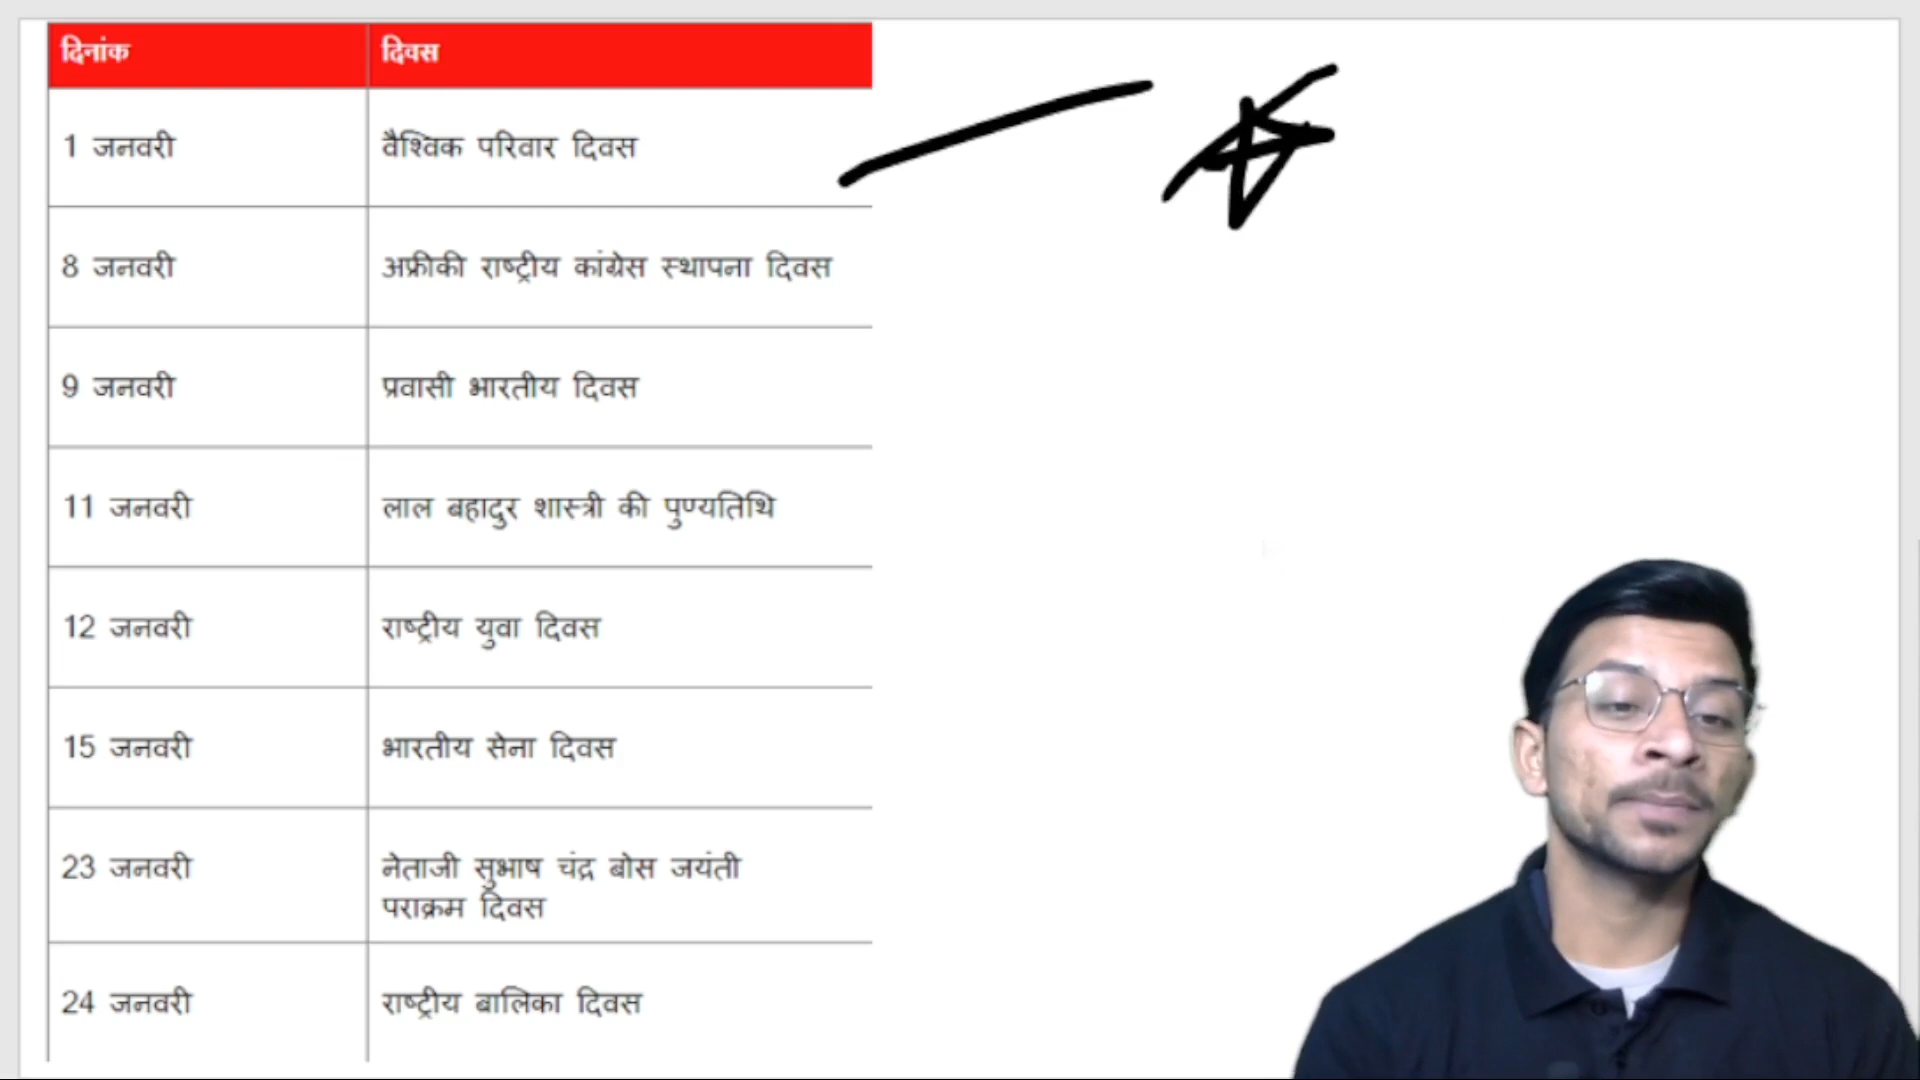 दिनांक दिवस
1 जनवरी वैश्विक परिवार दिवस
8 जनवरी अफ्रीकी राष्ट्रीय कांग्रेस स्थापना दिवस
9 जनवरी प्रवासी भारतीय दिवस
11 जनवरी लाल बहादुर शास्त्री की पुण्यतिथि
12 जनवरी राष्ट्रीय युवा दिवस
15 जनवरी भारतीय सेना दिवस
23 जनवरी नेताजी सुभाष चंद्र बोस जयंती
पराक्रम दिवस
24 जनवरी राष्ट्रीय बालिका दिवस